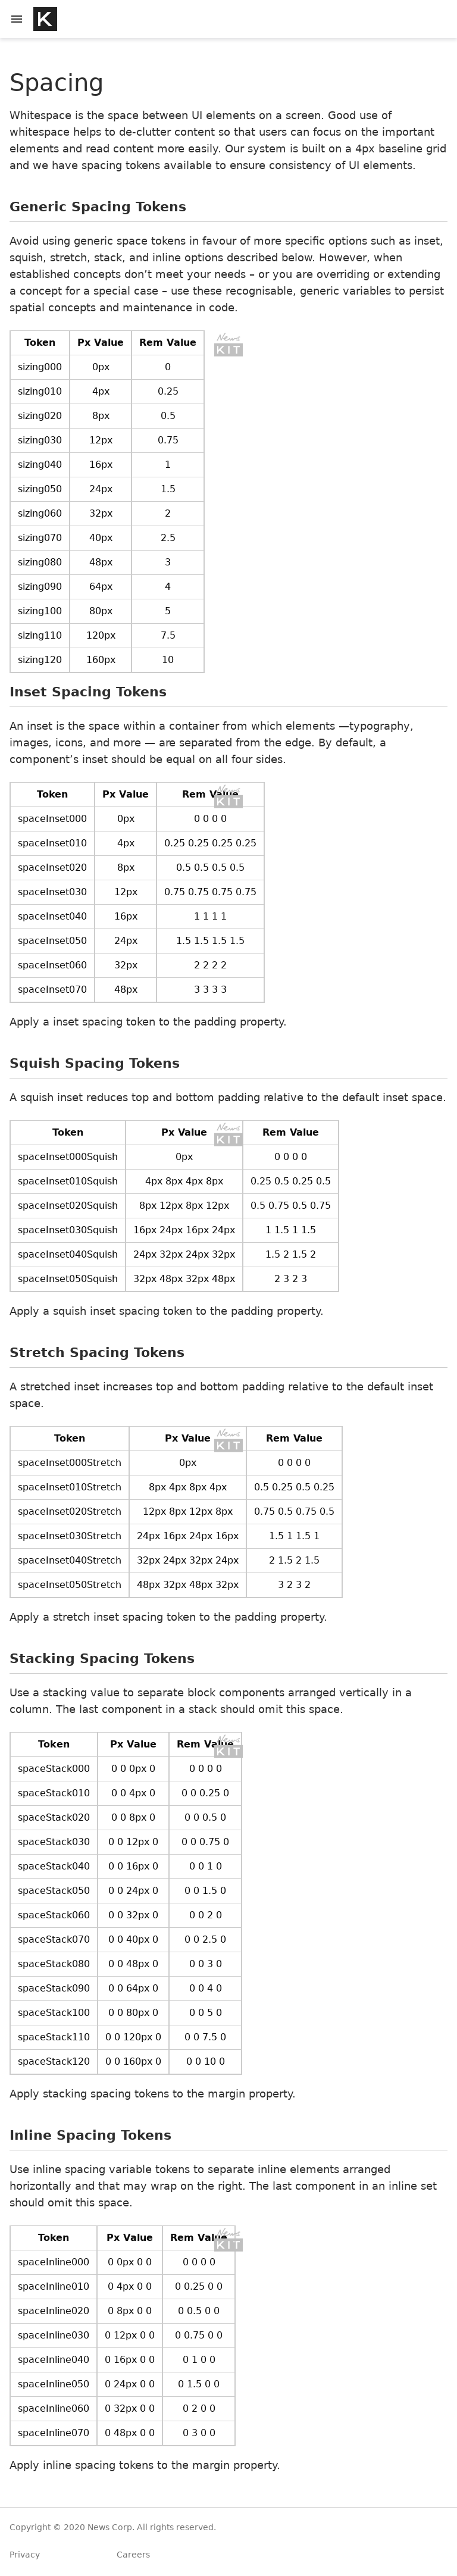 K
Spacing
Whitespace is the space between UI elements on a screen. Good use of
whitespace helps to de-clutter content so that users can focus on the important
elements and read content more easily. Our system is built on a 4px baseline grid
and we have spacing tokens available to ensure consistency of UI elements.
Generic Spacing Tokens
Avoid using generic space tokens in favour of more specific options such as inset,
squish, stretch, stack, and inline options described below. However, when
established concepts don’t meet your needs – or you are overriding or extending
a concept for a special case – use these recognisable, generic variables to persist
spatial concepts and maintenance in code.
News
KIT
Token Px Value Rem Value
sizing000 0px 0
sizing010 4px 0.25
sizing020 8px 0.5
sizing030 12px 0.75
sizing040 16px 1
sizing050 24px 1.5
sizing060 32px 2
sizing070 40px 2.5
sizing080 48px 3
sizing090 64px 4
sizing100 80px 5
sizing110 120px 7.5
sizing120 160px 10
Inset Spacing Tokens
An inset is the space within a container from which elements —typography,
images, icons, and more — are separated from the edge. By default, a
component’s inset should be equal on all four sides.
News
KIT
Token Px Value Rem Value
spaceInset000 0px 0 0 0 0
spaceInset010 4px 0.25 0.25 0.25 0.25
spaceInset020 8px 0.5 0.5 0.5 0.5
spaceInset030 12px 0.75 0.75 0.75 0.75
spaceInset040 16px 1 1 1 1
spaceInset050 24px 1.5 1.5 1.5 1.5
spaceInset060 32px 2 2 2 2
spaceInset070 48px 3 3 3 3
Apply a inset spacing token to the padding property.
Squish Spacing Tokens
A squish inset reduces top and bottom padding relative to the default inset space.
News
KIT
Token Px Value Rem Value
spaceInset000Squish 0px 0 0 0 0
spaceInset010Squish 4px 8px 4px 8px 0.25 0.5 0.25 0.5
spaceInset020Squish 8px 12px 8px 12px 0.5 0.75 0.5 0.75
spaceInset030Squish 16px 24px 16px 24px 1 1.5 1 1.5
spaceInset040Squish 24px 32px 24px 32px 1.5 2 1.5 2
spaceInset050Squish 32px 48px 32px 48px 2 3 2 3
Apply a squish inset spacing token to the padding property.
Stretch Spacing Tokens
A stretched inset increases top and bottom padding relative to the default inset
space.
News
KIT
Token Px Value Rem Value
spaceInset000Stretch 0px 0 0 0 0
spaceInset010Stretch 8px 4px 8px 4px 0.5 0.25 0.5 0.25
spaceInset020Stretch 12px 8px 12px 8px 0.75 0.5 0.75 0.5
spaceInset030Stretch 24px 16px 24px 16px 1.5 1 1.5 1
spaceInset040Stretch 32px 24px 32px 24px 2 1.5 2 1.5
spaceInset050Stretch 48px 32px 48px 32px 3 2 3 2
Apply a stretch inset spacing token to the padding property.
Stacking Spacing Tokens
Use a stacking value to separate block components arranged vertically in a
column. The last component in a stack should omit this space.
News
KIT
Token Px Value Rem Value
spaceStack000 0 0 0px 0 0 0 0 0
spaceStack010 0 0 4px 0 0 0 0.25 0
spaceStack020 0 0 8px 0 0 0 0.5 0
spaceStack030 0 0 12px 0 0 0 0.75 0
spaceStack040 0 0 16px 0 0 0 1 0
spaceStack050 0 0 24px 0 0 0 1.5 0
spaceStack060 0 0 32px 0 0 0 2 0
spaceStack070 0 0 40px 0 0 0 2.5 0
spaceStack080 0 0 48px 0 0 0 3 0
spaceStack090 0 0 64px 0 0 0 4 0
spaceStack100 0 0 80px 0 0 0 5 0
spaceStack110 0 0 120px 0 0 0 7.5 0
spaceStack120 0 0 160px 0 0 0 10 0
Apply stacking spacing tokens to the margin property.
Inline Spacing Tokens
Use inline spacing variable tokens to separate inline elements arranged
horizontally and that may wrap on the right. The last component in an inline set
should omit this space.
News
KIT
Token Px Value Rem Value
spaceInline000 0 0px 0 0 0 0 0 0
spaceInline010 0 4px 0 0 0 0.25 0 0
spaceInline020 0 8px 0 0 0 0.5 0 0
spaceInline030 0 12px 0 0 0 0.75 0 0
spaceInline040 0 16px 0 0 0 1 0 0
spaceInline050 0 24px 0 0 0 1.5 0 0
spaceInline060 0 32px 0 0 0 2 0 0
spaceInline070 0 48px 0 0 0 3 0 0
Apply inline spacing tokens to the margin property.
Copyright © 2020 News Corp. All rights reserved.
Privacy Careers